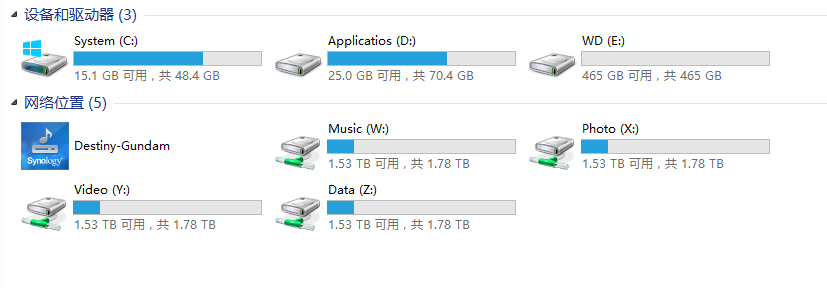 设备和驱动器 (3)
System (C:)
15.1 GB 可用，共 48.4 GB
Applicatios (D:)
25.0 GB 可用，共 70.4 GB
WD (E:)
465 GB 可用，共 465 GB
网络位置 (5)
Synology
Destiny-Gundam
Music (W:)
1.53 TB 可用，共 1.78 TB
Photo (X:)
1.53 TB 可用，共 1.78 TB
Video (Y:)
1.53 TB 可用，共 1.78 TB
Data (Z:)
1.53 TB 可用，共 1.78 TB